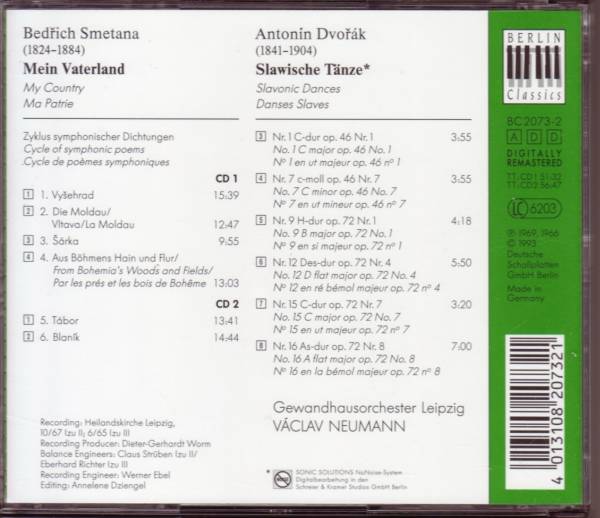 Bedřich Smetana
(1824-1884)
Mein Vaterland
My Country
Ma Patrie
Zyklus symphonischer Dichtungen
Cycle of symphonic poems
Cycle de poèmes symphoniques
CD 1
1 1. Vyšehrad 15:39
2 2. Die Moldau/
Vltava/La Moldau 12:47
3 3. Šárka 9:55
4 4. Aus Böhmens Hain und Flur/
From Bohemia's Woods and Fields/
Par les prés et les bois de Bohême 13:03
CD 2
1 5. Tábor 13:41
2 6. Blaník 14:44
Recording: Heilandskirche Leipzig,
10/67 (zu II; 6/65 (zu III)
Recording Producer: Dieter-Gerhardt Worm
Balance Engineers: Claus Strüben (zu II/
Eberhard Richter (zu III)
Recording Engineer: Werner Ebel
Editing: Annelene Dziengel
Antonín Dvořák
(1841-1904)
Slawische Tänze*
Slavonic Dances
Danses Slaves
3 Nr. 1 C-dur op. 46 Nr. 1 3:55
No. 1 C major op. 46 No. 1
Nº 1 en ut majeur op. 46 nº 1
4 Nr. 7 c-moll op. 46 Nr. 7 3:55
No. 7 C minor op. 46 No. 7
Nº 7 en ut mineur op. 46 nº 7
5 Nr. 9 H-dur op. 72 Nr. 1 4:18
No. 9 B major op. 72 No. 1
Nº 9 en si majeur op. 72 nº 1
6 Nr. 12 Des-dur op. 72 Nr. 4 5:50
No. 12 D flat major op. 72 No. 4
Nº 12 en ré bémol majeur op. 72 nº 4
7 Nr. 15 C-dur op. 72 Nr. 7 3:20
No. 15 C major op. 72 No. 7
Nº 15 en ut majeur op. 72 nº 7
8 Nr. 16 As-dur op. 72 Nr. 8 7:00
No. 16 A flat major op. 72 No. 8
Nº 16 en la bémol majeur op. 72 nº 8
Gewandhausorchester Leipzig
VÁCLAV NEUMANN
* SONIC SOLUTIONS NoNoise-System
Digitalbearbeitung in den
Schreier & Kramer Studios GmbH Berlin
BERLIN
Classics
BC 2073-2
A D D
DIGITALLY
REMASTERED
TT: CD 1 51:32
TT: CD 2 56:47
LC 6203
℗ 1969, 1966
© 1993
Deutsche
Schallplatten
GmbH Berlin
Made in
Germany
4 013108 207321